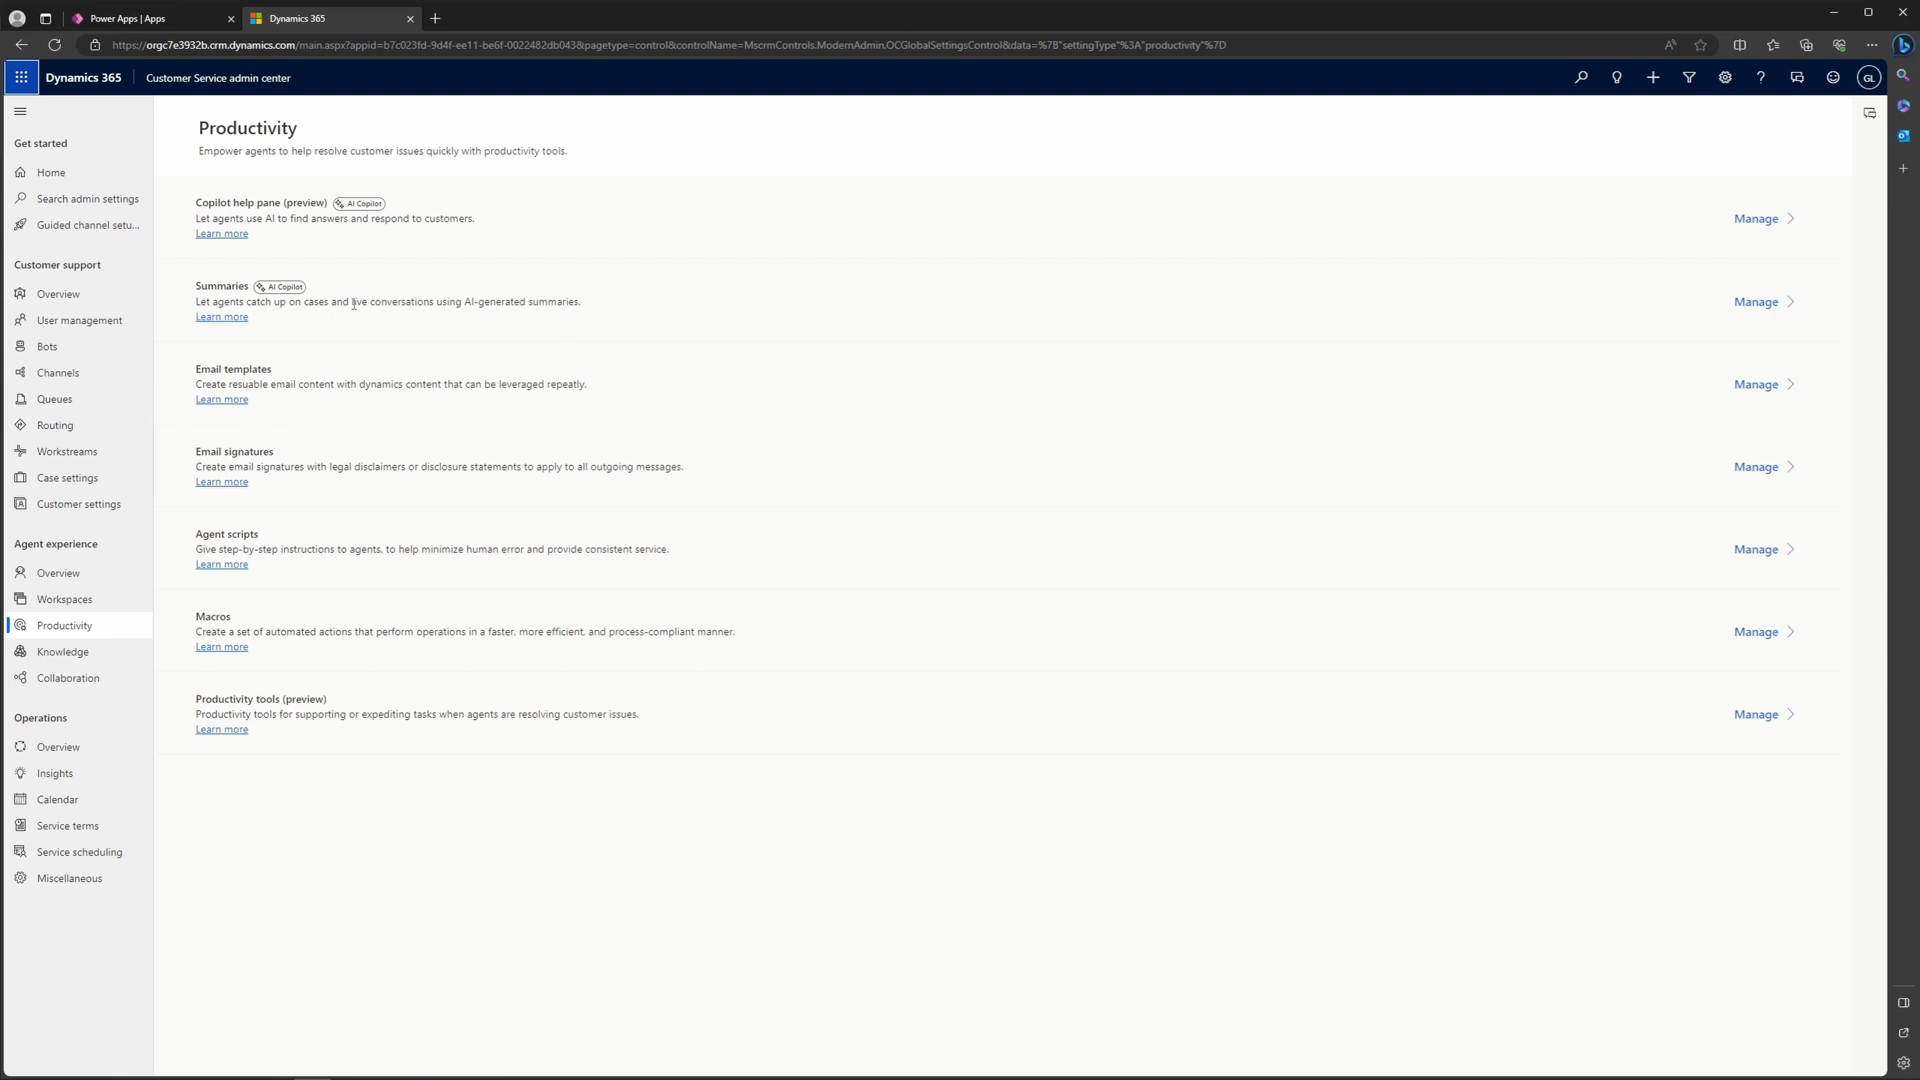 Power Apps | Apps
Dynamics 365
https://orgc7e3932b.crm.dynamics.com/main.aspx?appid=b7c023fd-9d4f-ee11-be6f-0022482db043&pagetype=control&controlName=MscrmControls.ModernAdmin.OCGlobalSettingsControl&data=%7B"settingType"%3A"productivity"%7D
Dynamics 365
Customer Service admin center
GL
Get started
Home
Search admin settings
Guided channel setu...
Customer support
Overview
User management
Bots
Channels
Queues
Routing
Workstreams
Case settings
Customer settings
Agent experience
Overview
Workspaces
Productivity
Knowledge
Collaboration
Operations
Overview
Insights
Calendar
Service terms
Service scheduling
Miscellaneous
Productivity
Empower agents to help resolve customer issues quickly with productivity tools.
Copilot help pane (preview) AI Copilot
Let agents use AI to find answers and respond to customers.
Learn more
Manage
Summaries AI Copilot
Let agents catch up on cases and live conversations using AI-generated summaries.
Learn more
Manage
Email templates
Create resuable email content with dynamics content that can be leveraged repeatly.
Learn more
Manage
Email signatures
Create email signatures with legal disclaimers or disclosure statements to apply to all outgoing messages.
Learn more
Manage
Agent scripts
Give step-by-step instructions to agents, to help minimize human error and provide consistent service.
Learn more
Manage
Macros
Create a set of automated actions that perform operations in a faster, more efficient, and process-compliant manner.
Learn more
Manage
Productivity tools (preview)
Productivity tools for supporting or expediting tasks when agents are resolving customer issues.
Learn more
Manage